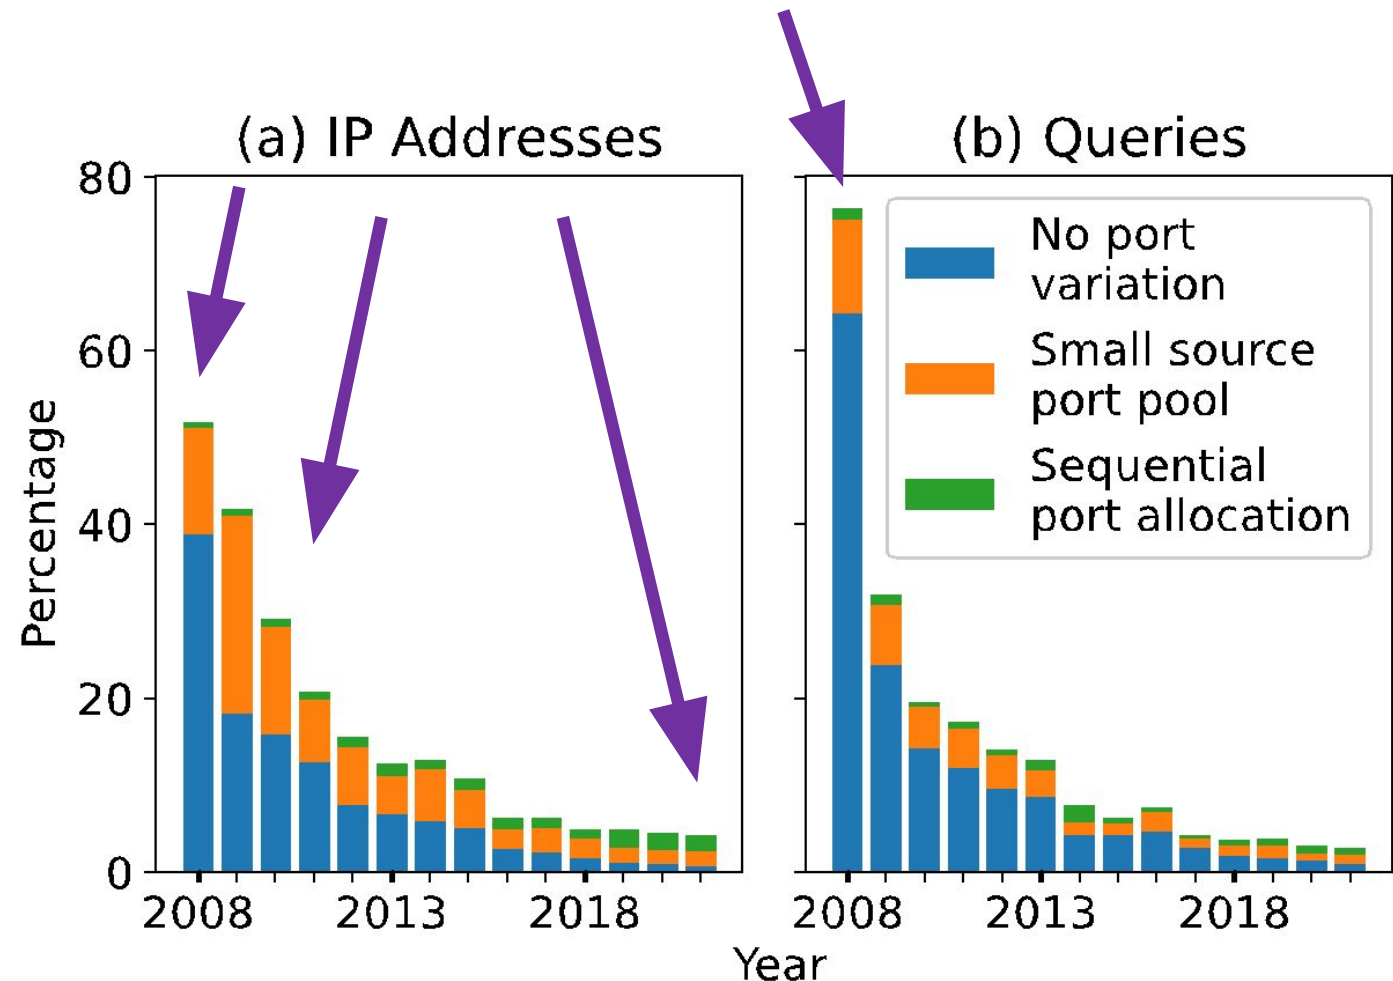 (a) IP Addresses
(b) Queries
80
60
40
20
0
Percentage
No port
variation
Small source
port pool
Sequential
port allocation
2008 2013 2018
2008 2013 2018
Year